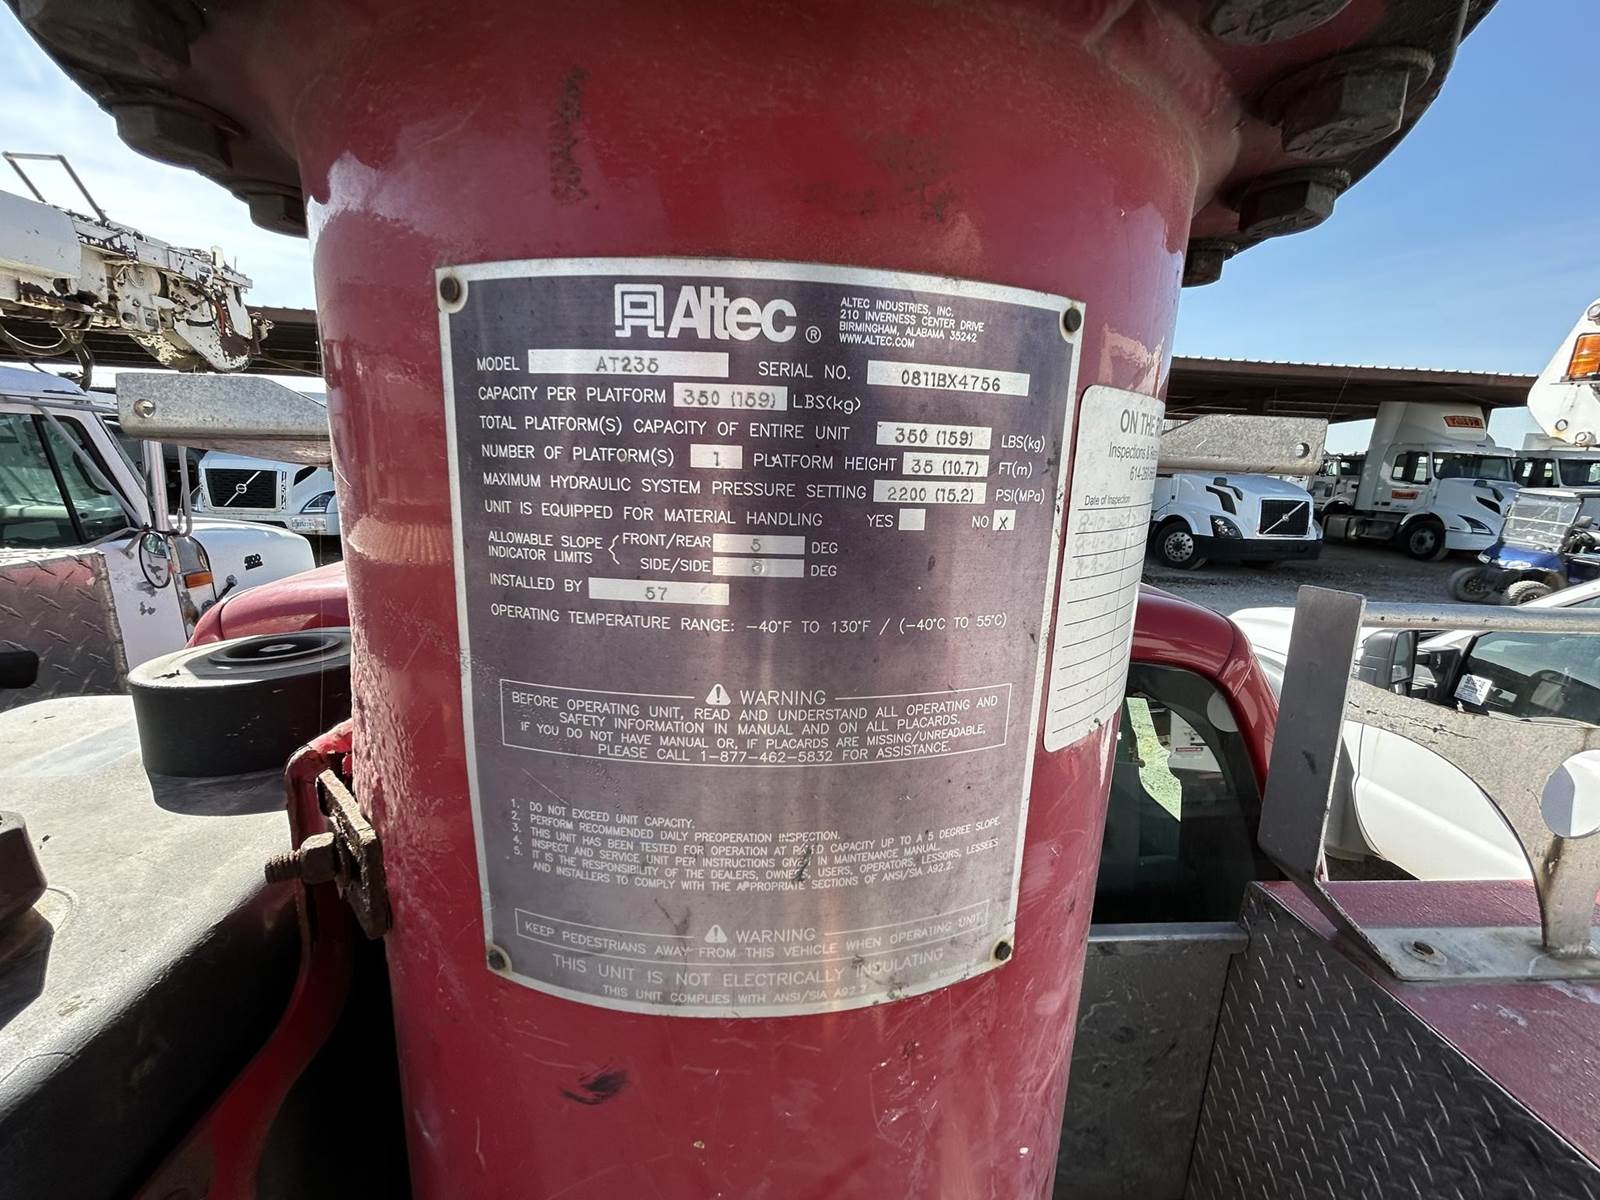 Altec ®
ALTEC INDUSTRIES, INC.
210 INVERNESS CENTER DRIVE
BIRMINGHAM, ALABAMA 35242
WWW.ALTEC.COM
MODEL AT235 SERIAL NO. 0811BX4756
CAPACITY PER PLATFORM 350 (159) LBS(kg)
TOTAL PLATFORM(S) CAPACITY OF ENTIRE UNIT 350 (159) LBS(kg)
NUMBER OF PLATFORM(S) 1 PLATFORM HEIGHT 35 (10.7) FT(m)
MAXIMUM HYDRAULIC SYSTEM PRESSURE SETTING 2200 (15.2) PSI(MPa)
UNIT IS EQUIPPED FOR MATERIAL HANDLING YES NO X
ALLOWABLE SLOPE INDICATOR LIMITS { FRONT/REAR 5 DEG
SIDE/SIDE DEG
INSTALLED BY 57
OPERATING TEMPERATURE RANGE: -40°F TO 130°F / (-40°C TO 55°C)
WARNING
BEFORE OPERATING UNIT, READ AND UNDERSTAND ALL OPERATING AND
SAFETY INFORMATION IN MANUAL AND ON ALL PLACARDS.
IF YOU DO NOT HAVE MANUAL OR, IF PLACARDS ARE MISSING/UNREADABLE,
PLEASE CALL 1-877-462-5832 FOR ASSISTANCE.
1. DO NOT EXCEED UNIT CAPACITY.
2. PERFORM RECOMMENDED DAILY PREOPERATION INSPECTION.
3. THIS UNIT HAS BEEN TESTED FOR OPERATION AT RATED CAPACITY UP TO A 5 DEGREE SLOPE.
4. INSPECT AND SERVICE UNIT PER INSTRUCTIONS GIVEN IN MAINTENANCE MANUAL.
5. IT IS THE RESPONSIBILITY OF THE DEALERS, OWNERS, USERS, OPERATORS, LESSORS, LESSEES
AND INSTALLERS TO COMPLY WITH THE APPROPRIATE SECTIONS OF ANSI/SIA A92.2.
WARNING
KEEP PEDESTRIANS AWAY FROM THIS VEHICLE WHEN OPERATING UNIT
THIS UNIT IS NOT ELECTRICALLY INSULATING
THIS UNIT COMPLIES WITH ANSI/SIA A92.2
ON THE
Inspections &
Date of Inspection